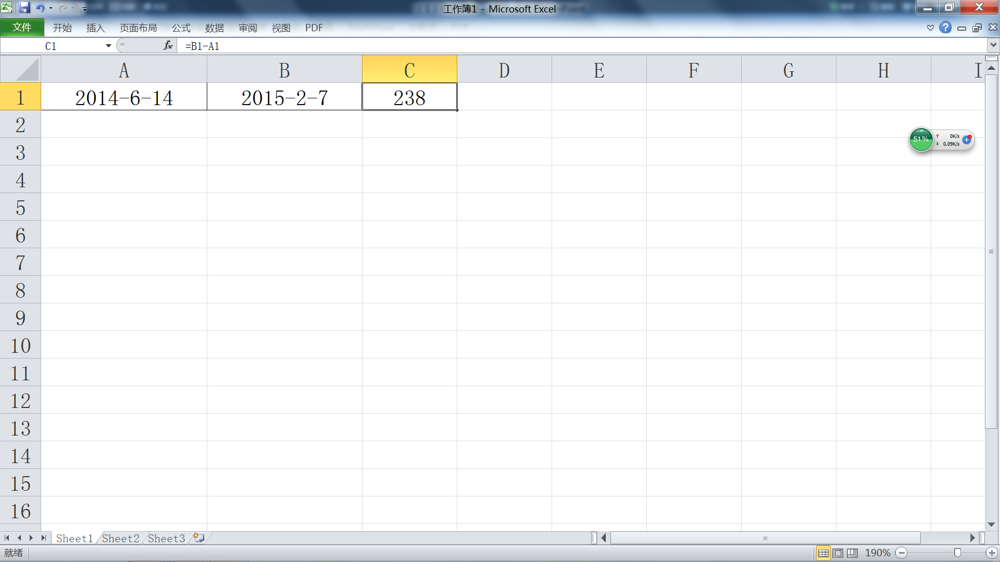 工作簿1 - Microsoft Excel
文件 开始 插入 页面布局 公式 数据 审阅 视图 PDF
C1 fx =B1-A1
A B C D E F G H I
1 2014-6-14 2015-2-7 238
2
51% 0K/s
0.09K/s
3
4
5
6
7
8
9
10
11
12
13
14
15
16
Sheet1 Sheet2 Sheet3
就绪 190%